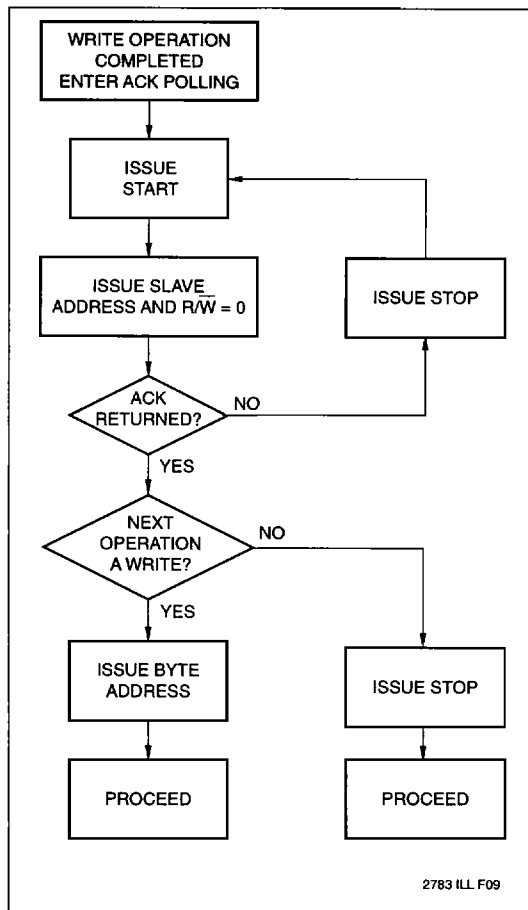 WRITE OPERATION
COMPLETED
ENTER ACK POLLING
ISSUE
START
ISSUE SLAVE
ADDRESS AND R/W̅ = 0
ISSUE STOP
ACK
RETURNED?
NO
YES
NEXT
OPERATION
A WRITE?
NO
YES
ISSUE BYTE
ADDRESS
ISSUE STOP
PROCEED
PROCEED
2783 ILL F09